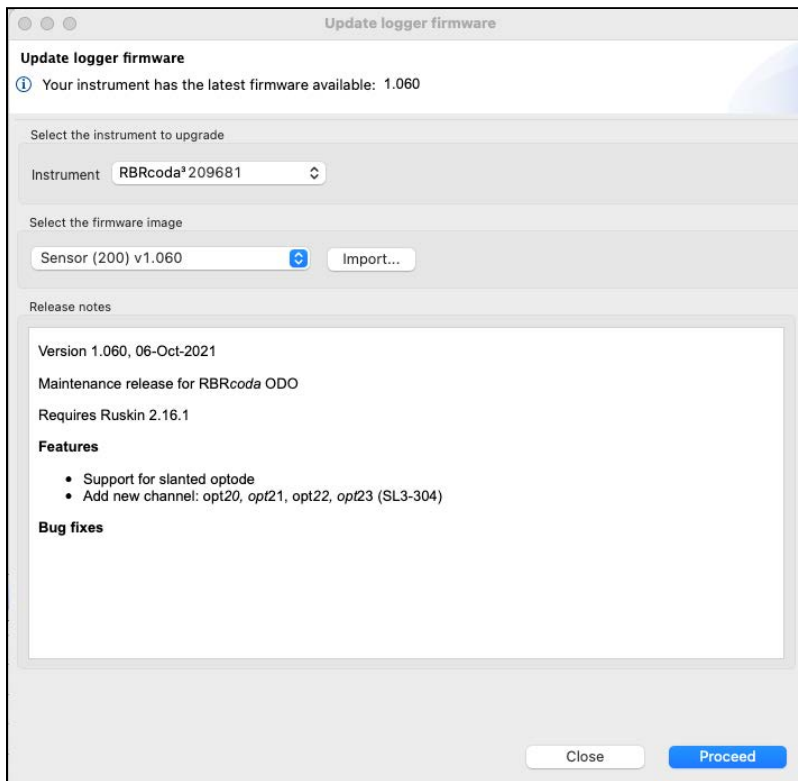 Update logger firmware
Update logger firmware
Your instrument has the latest firmware available: 1.060
Select the instrument to upgrade
Instrument RBRcoda³ 209681
Select the firmware image
Sensor (200) v1.060 Import...
Release notes
Version 1.060, 06-Oct-2021
Maintenance release for RBRcoda ODO
Requires Ruskin 2.16.1
Features
• Support for slanted optode
• Add new channel: opt20, opt21, opt22, opt23 (SL3-304)
Bug fixes
Close Proceed